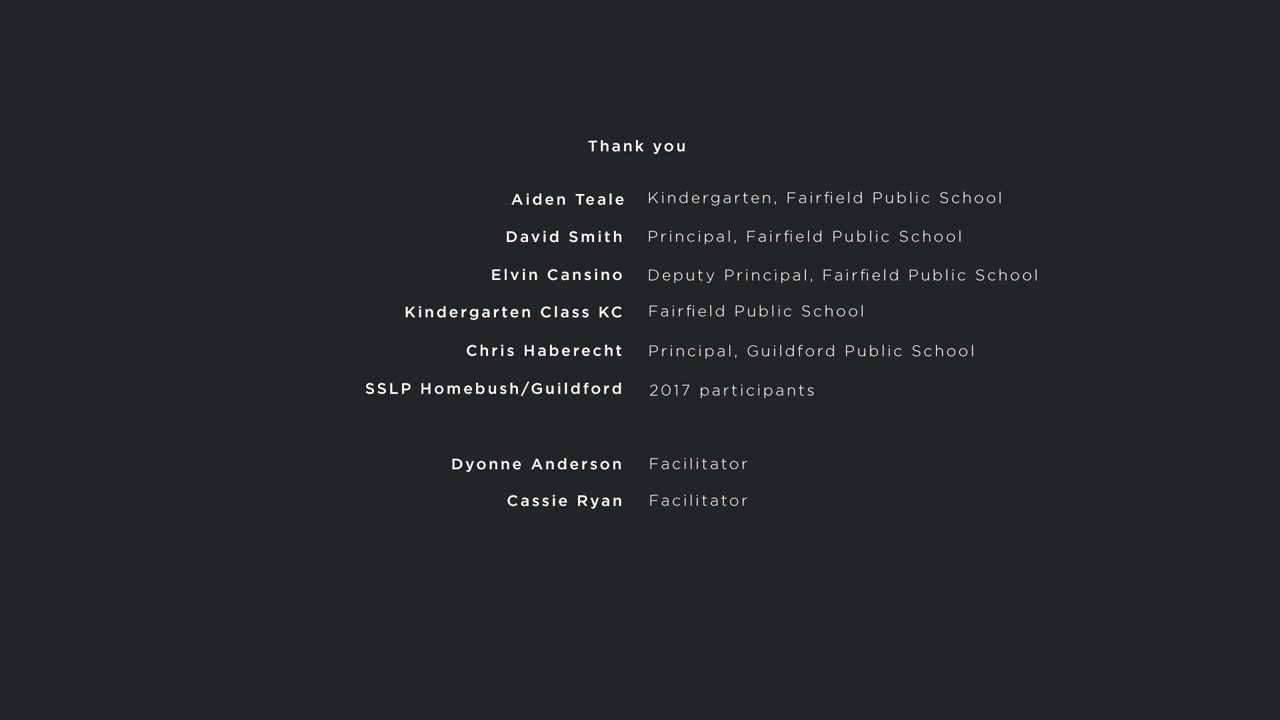 Thank you
Aiden Teale Kindergarten, Fairfield Public School
David Smith Principal, Fairfield Public School
Elvin Cansino Deputy Principal, Fairfield Public School
Kindergarten Class KC Fairfield Public School
Chris Haberecht Principal, Guildford Public School
SSLP Homebush/Guildford 2017 participants
Dyonne Anderson Facilitator
Cassie Ryan Facilitator